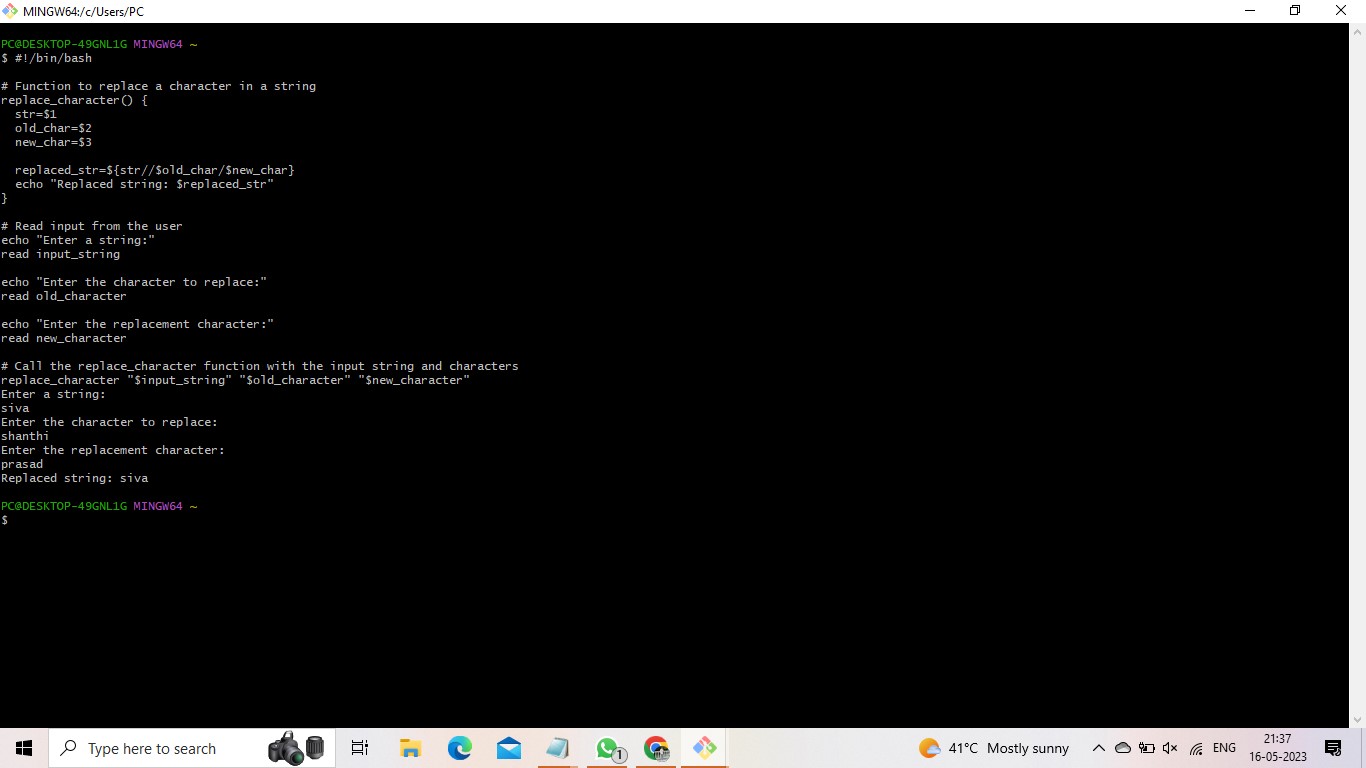 MINGW64:/c/Users/PC
PC@DESKTOP-49GNL1G MINGW64 ~
$ #!/bin/bash
# Function to replace a character in a string
replace_character() {
  str=$1
  old_char=$2
  new_char=$3
  replaced_str=${str//$old_char/$new_char}
  echo "Replaced string: $replaced_str"
}
# Read input from the user
echo "Enter a string:"
read input_string
echo "Enter the character to replace:"
read old_character
echo "Enter the replacement character:"
read new_character
# Call the replace_character function with the input string and characters
replace_character "$input_string" "$old_character" "$new_character"
Enter a string:
siva
Enter the character to replace:
shanthi
Enter the replacement character:
prasad
Replaced string: siva
PC@DESKTOP-49GNL1G MINGW64 ~
$
Type here to search
1
41°C Mostly sunny
ENG
21:37
16-05-2023